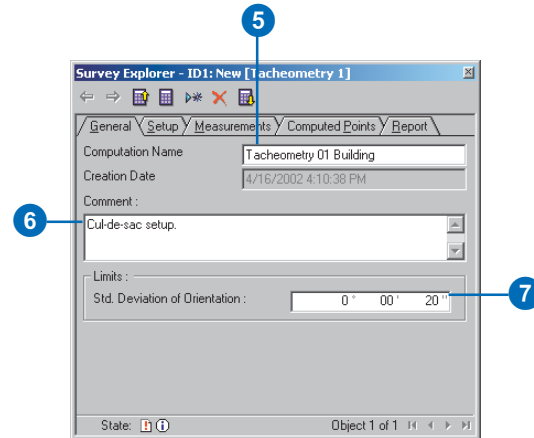 5
Survey Explorer - ID1: New [Tacheometry 1]
General Setup Measurements Computed Points Report
Computation Name Tacheometry 01 Building
Creation Date 4/16/2002 4:10:38 PM
Comment :
6
Cul-de-sac setup.
Limits :
Std. Deviation of Orientation : 0 ° 00 ' 20 ''
7
State: Object 1 of 1